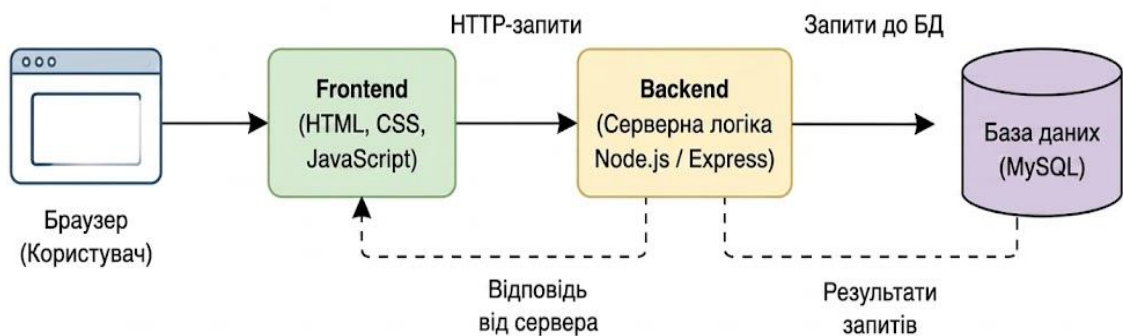 HTTP-запити
Запити до БД
Браузер
(Користувач)
Frontend
(HTML, CSS,
JavaScript)
Backend
(Серверна логіка
Node.js / Express)
База даних
(MySQL)
Відповідь
від сервера
Результати
запитів